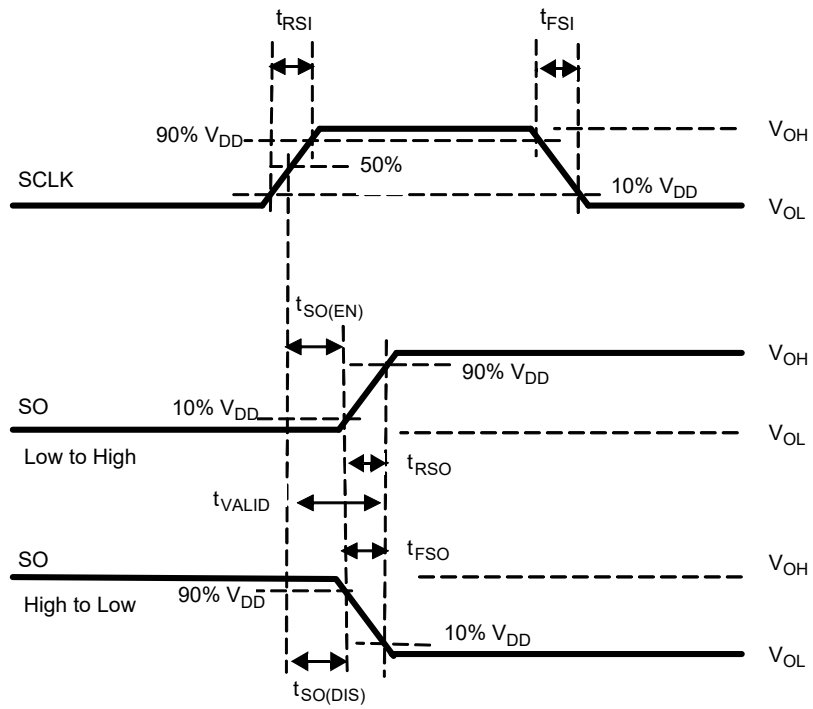 tRSI
tFSI
90% VDD
VOH
50%
SCLK
10% VDD
VOL
tSO(EN)
VOH
90% VDD
10% VDD
SO
VOL
Low to High
tRSO
tVALID
tFSO
SO
VOH
90% VDD
High to Low
10% VDD
VOL
tSO(DIS)